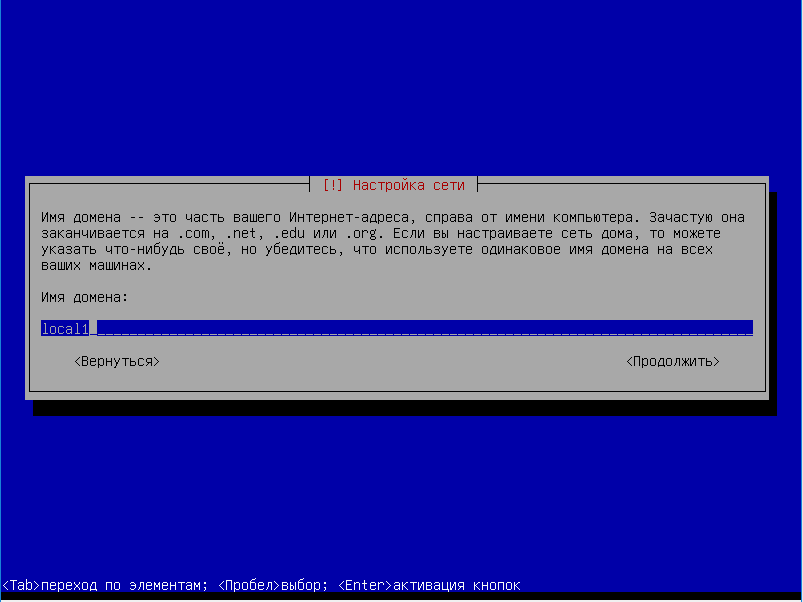 [!] Настройка сети
Имя домена -- это часть вашего Интернет-адреса, справа от имени компьютера. Зачастую она
заканчивается на .com, .net, .edu или .org. Если вы настраиваете сеть дома, то можете
указать что-нибудь своё, но убедитесь, что используете одинаковое имя домена на всех
ваших машинах.
Имя домена:
local1
<Вернуться> <Продолжить>
<Tab>переход по элементам; <Пробел>выбор; <Enter>активация кнопок